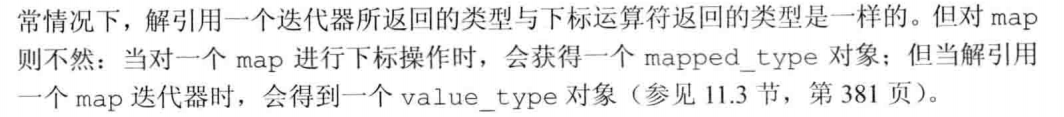 常情况下，解引用一个迭代器所返回的类型与下标运算符返回的类型是一样的。但对 map
则不然：当对一个 map 进行下标操作时，会获得一个 mapped_type 对象；但当解引用
一个 map 迭代器时，会得到一个 value_type 对象（参见 11.3 节，第 381 页）。